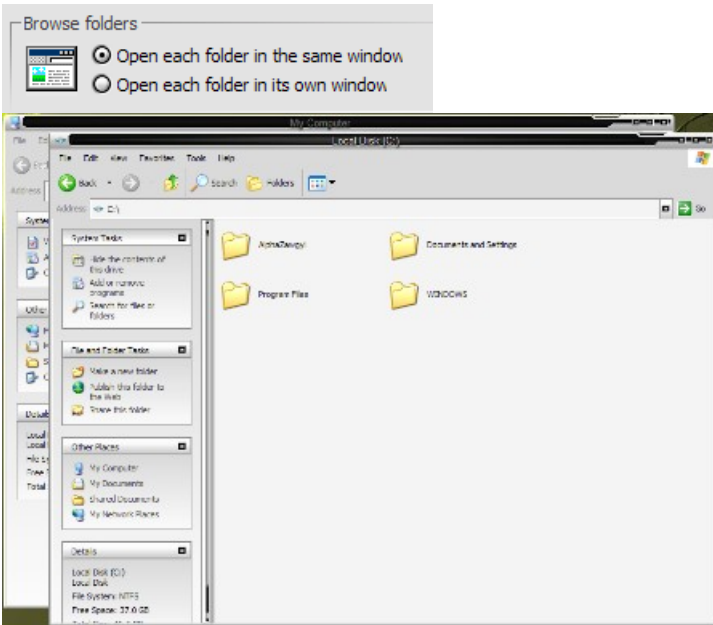 Browse folders
Open each folder in the same window
Open each folder in its own window
My Computer
Local Disk (C:)
File Edit View Favorites Tools Help
Back Search Folders
Address C:\ Go
System Tasks
Hide the contents of
this drive
Add or remove
programs
Search for files or
folders
File and Folder Tasks
Make a new folder
Publish this folder to
the Web
Share this folder
Other Places
My Computer
My Documents
Shared Documents
My Network Places
Details
Local Disk (C:)
Local Disk
File System: NTFS
Free Space: 37.0 GB
AlphaZawgyi
Documents and Settings
Program Files
WINDOWS